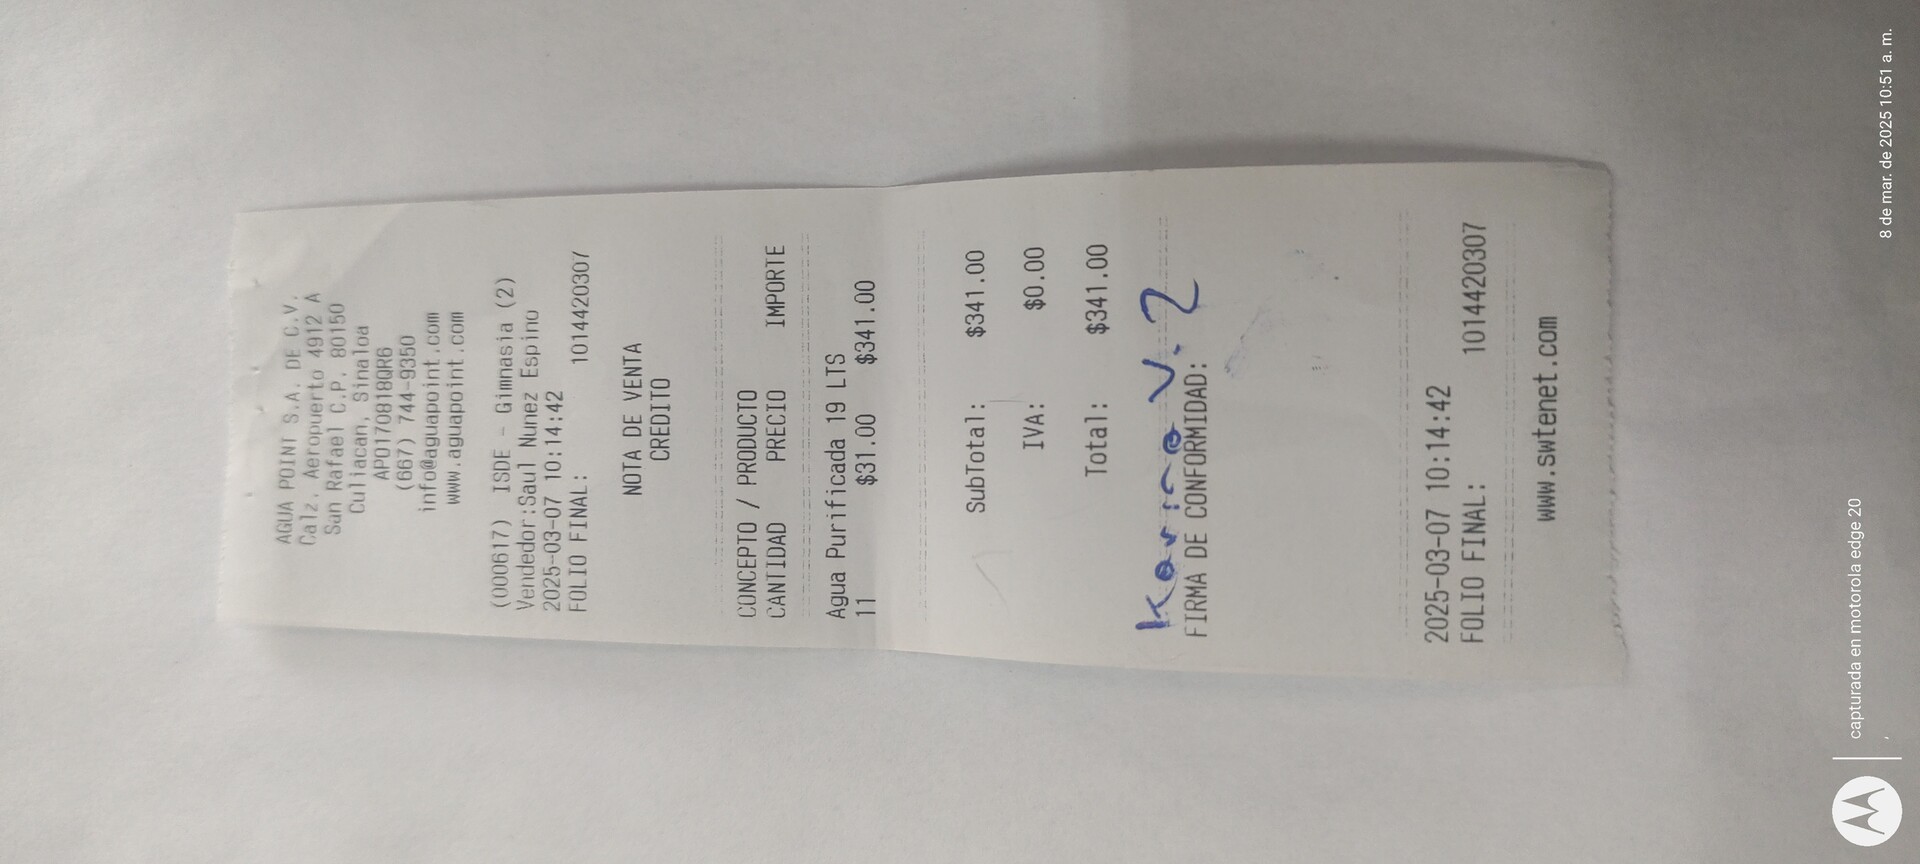 AGUA POINT S.A. DE C.V.
Calz. Aeropuerto 4912 A
San Rafael C.P. 80150
Culiacan, Sinaloa
APO170818QR6
(667) 744-9350
info@aguapoint.com
www.aguapoint.com
(000617) ISDE - Gimnasia (2)
Vendedor:Saul Nunez Espino
2025-03-07 10:14:42
FOLIO FINAL: 1014420307
NOTA DE VENTA
CREDITO
CONCEPTO / PRODUCTO
CANTIDAD PRECIO IMPORTE
Agua Purificada 19 LTS
11 $31.00 $341.00
SubTotal: $341.00
IVA: $0.00
Total: $341.00
Karina V. Z
FIRMA DE CONFORMIDAD:
2025-03-07 10:14:42
FOLIO FINAL: 1014420307
www.swtenet.com
capturada en motorola edge 20
8 de mar. de 2025 10:51 a. m.